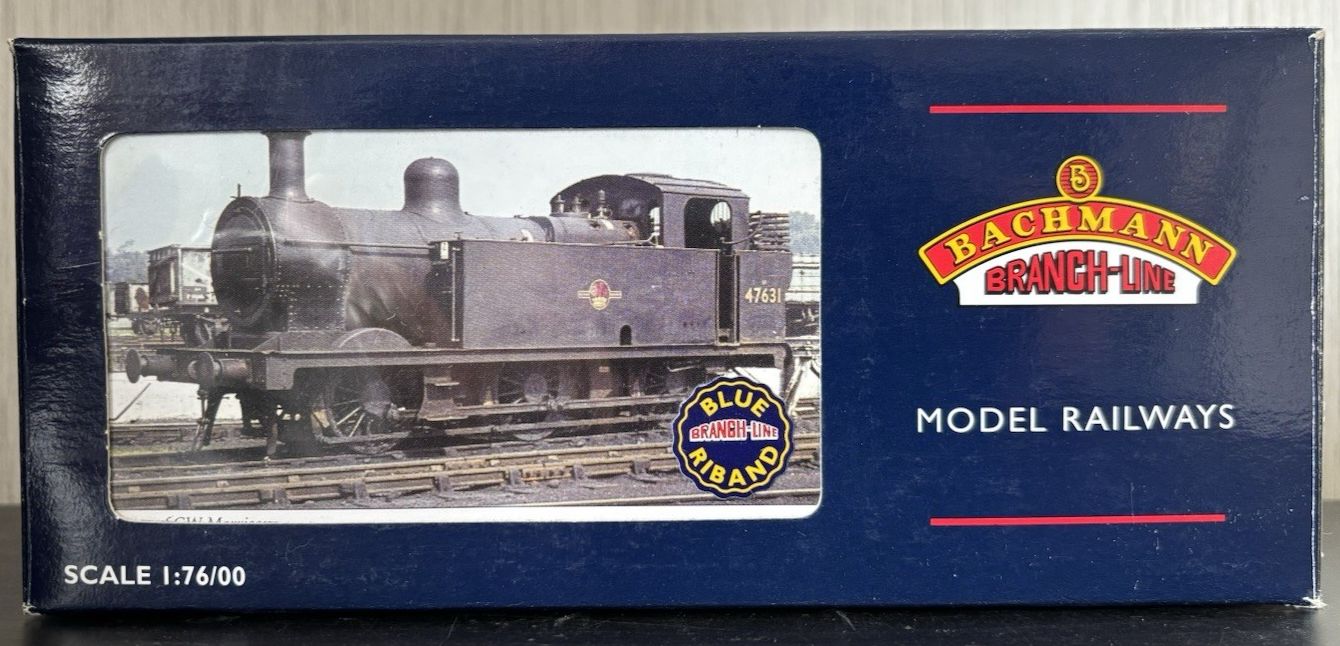 47631
BLUE
BRANCH-LINE
RIBAND
SCALE 1:76/00
B
BACHMANN
BRANCH-LINE
MODEL RAILWAYS